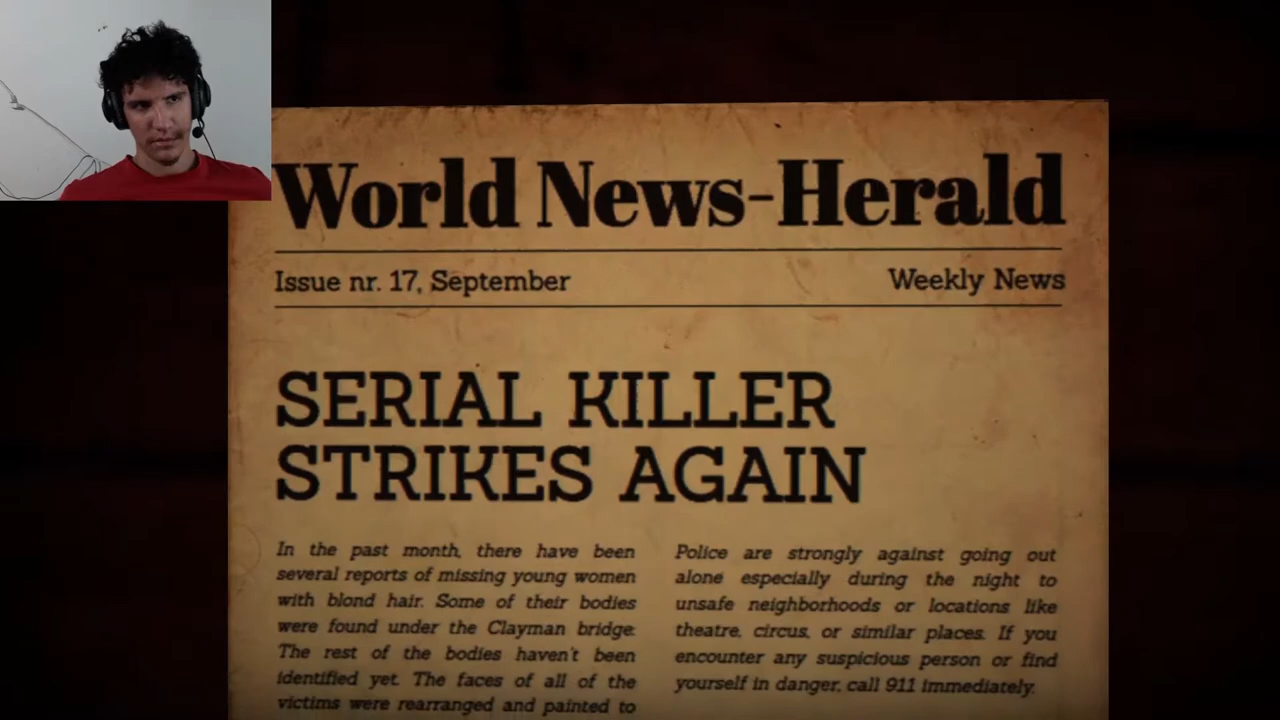 World News-Herald
Issue nr. 17, September
Weekly News
SERIAL KILLER
STRIKES AGAIN
In the past month, there have been
several reports of missing young women
with blond hair. Some of their bodies
were found under the Clayman bridge.
The rest of the bodies haven't been
identified yet. The faces of all of the
victims were rearranged and painted to
Police are strongly against going out
alone especially during the night to
unsafe neighborhoods or locations like
theatre, circus, or similar places. If you
encounter any suspicious person or find
yourself in danger, call 911 immediately.